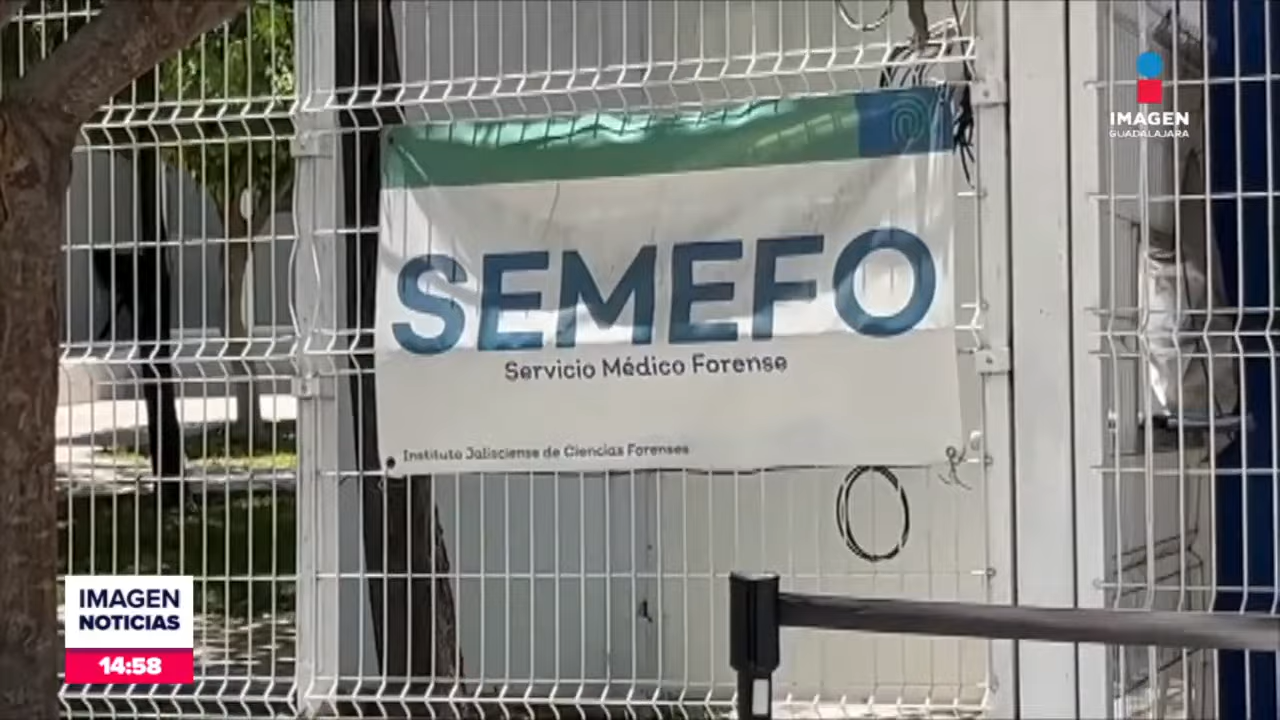 IMAGEN
GUADALAJARA
SEMEFO
Servicio Médico Forense
Instituto Jalisciense de Ciencias Forenses
IMAGEN
NOTICIAS
14:58